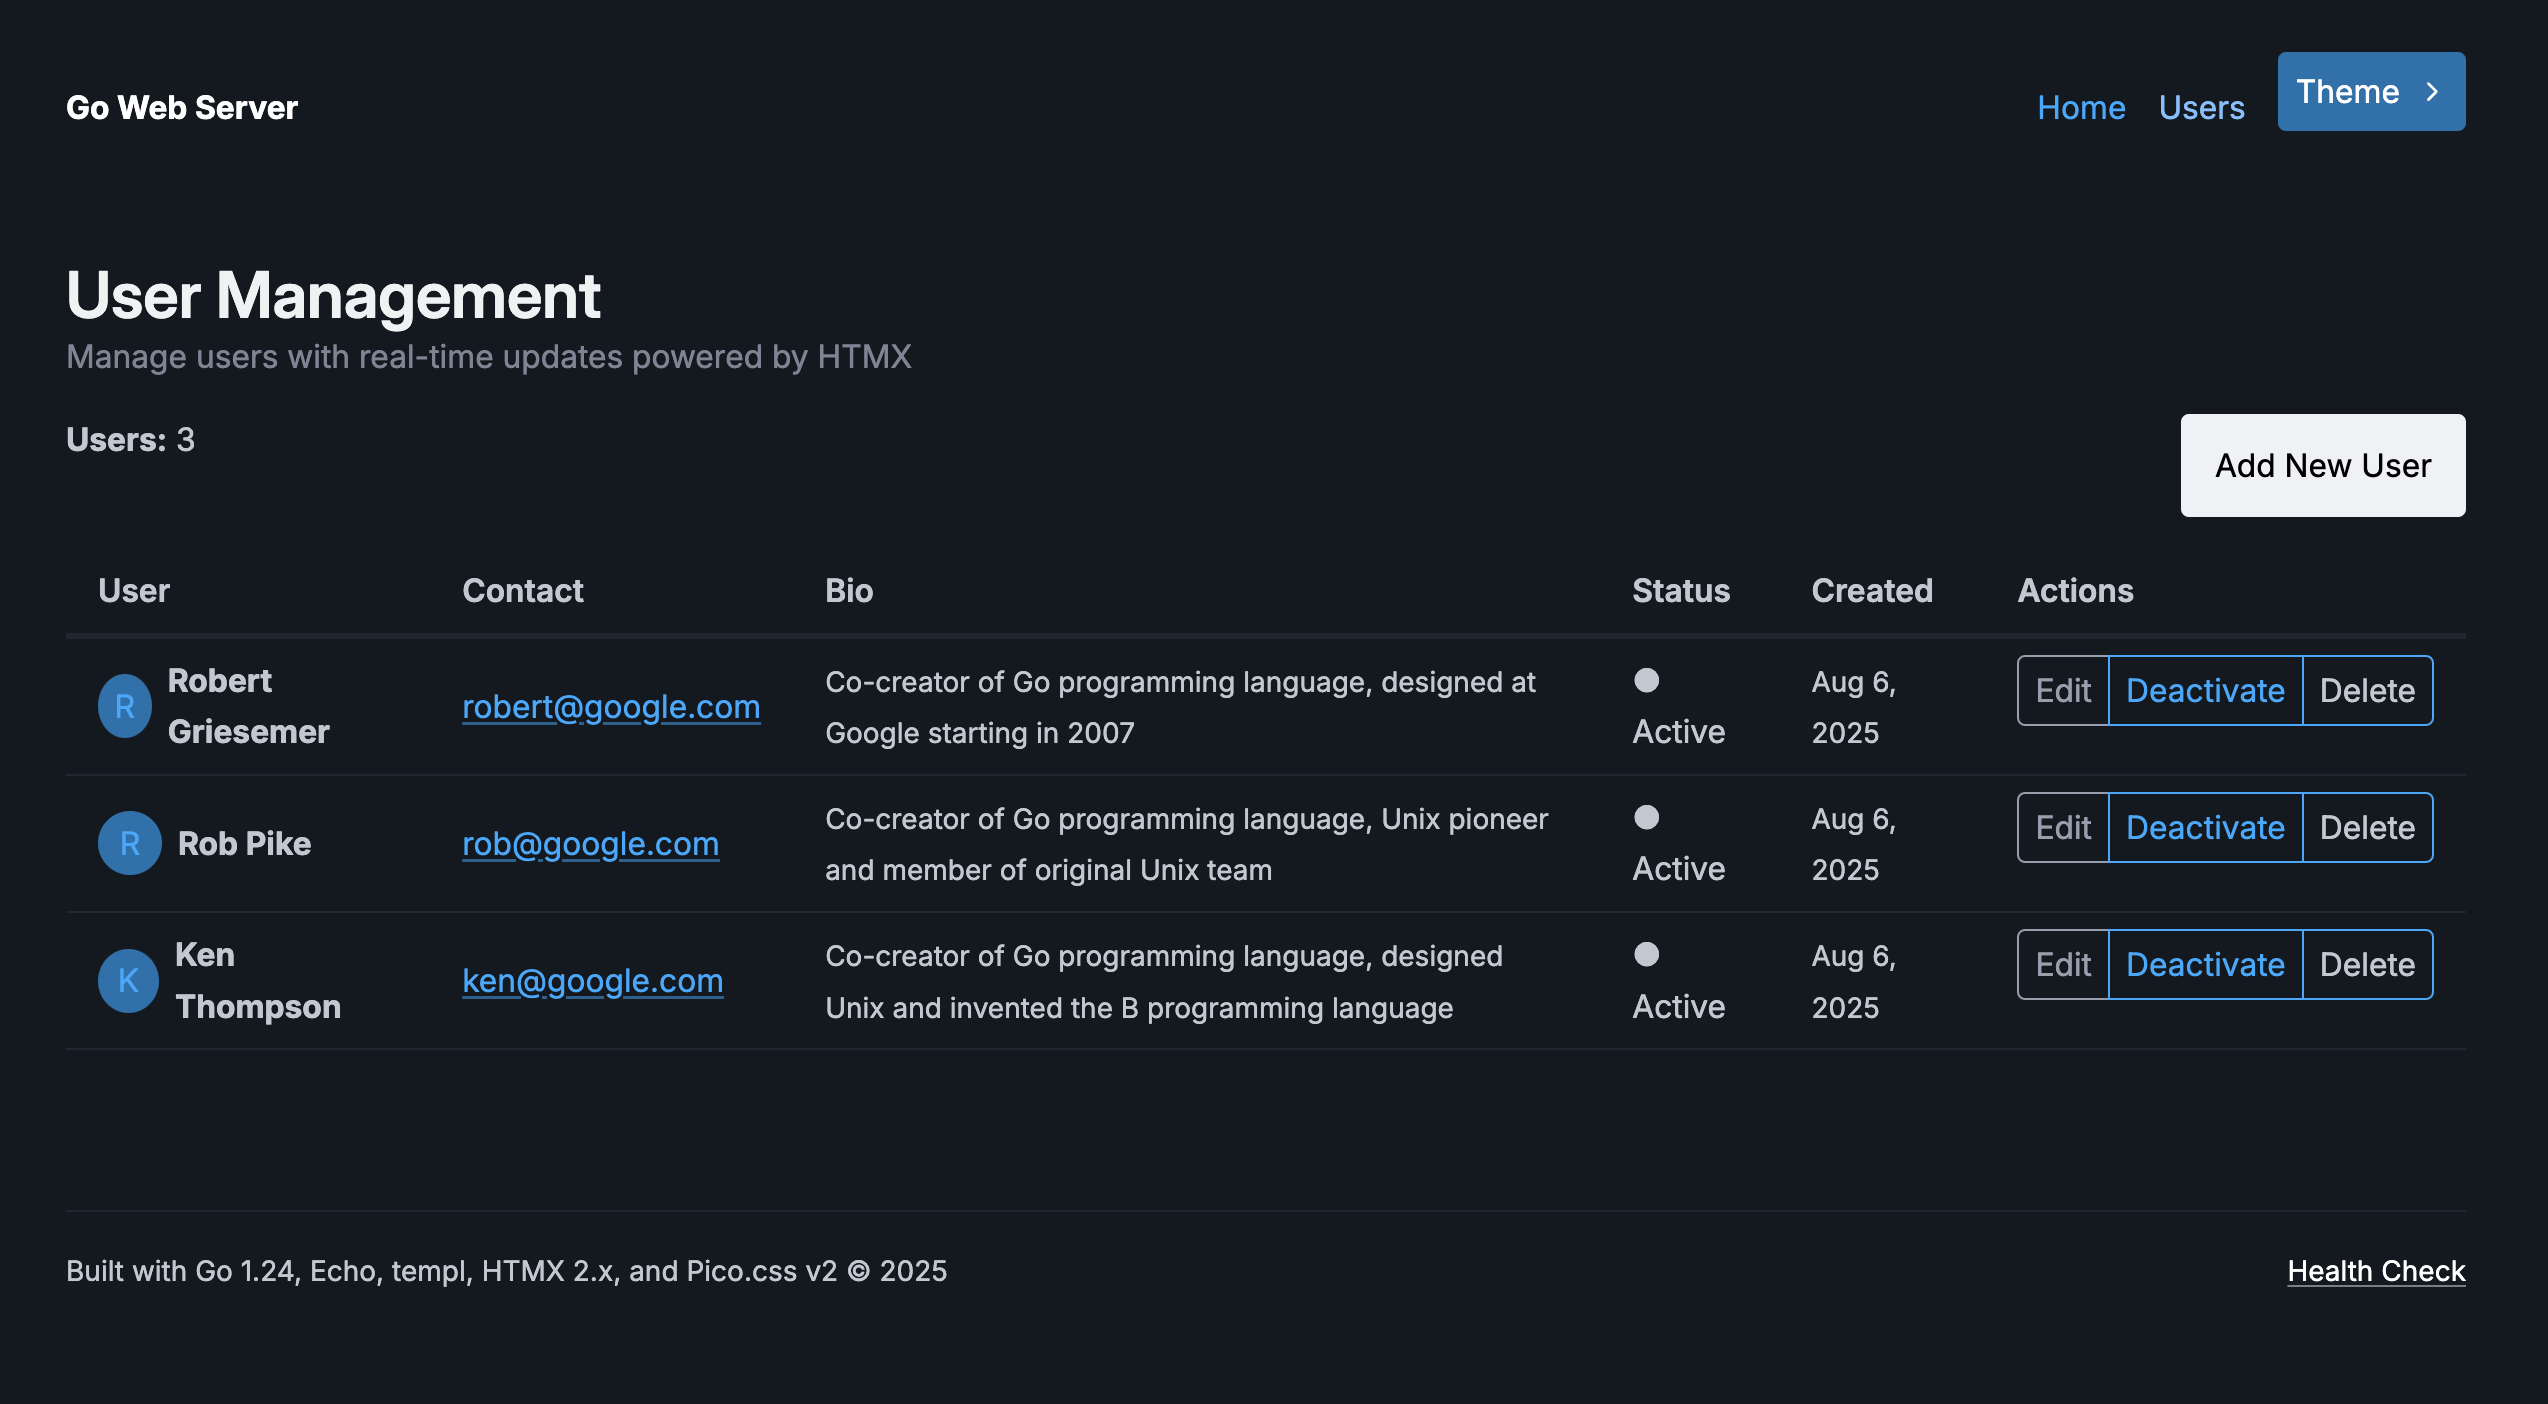 Go Web Server
Home Users Theme
User Management
Manage users with real-time updates powered by HTMX
Users: 3
Add New User
User Contact Bio Status Created Actions
R
Robert
Griesemer
robert@google.com
Co-creator of Go programming language, designed at
Google starting in 2007
Active
Aug 6,
2025
Edit Deactivate Delete
R
Rob Pike
rob@google.com
Co-creator of Go programming language, Unix pioneer
and member of original Unix team
Active
Aug 6,
2025
Edit Deactivate Delete
K
Ken
Thompson
ken@google.com
Co-creator of Go programming language, designed
Unix and invented the B programming language
Active
Aug 6,
2025
Edit Deactivate Delete
Built with Go 1.24, Echo, templ, HTMX 2.x, and Pico.css v2 © 2025
Health Check